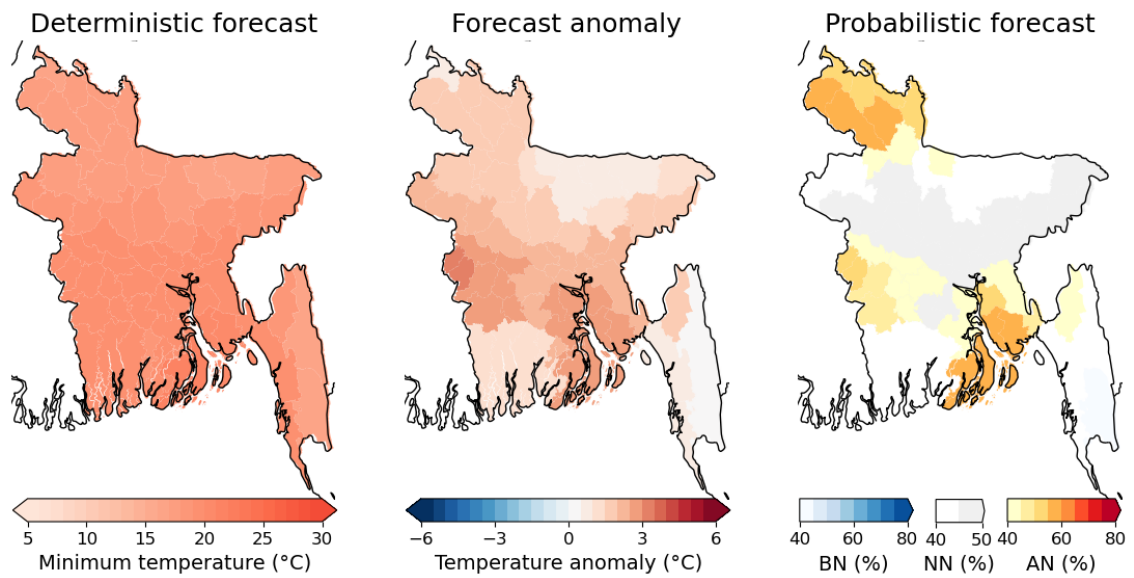 Deterministic forecast
Forecast anomaly
Probabilistic forecast
5 10 15 20 25 30
Minimum temperature (°C)
−6 −3 0 3 6
Temperature anomaly (°C)
40 60 80
BN (%)
40 50
NN (%)
40 60 80
AN (%)